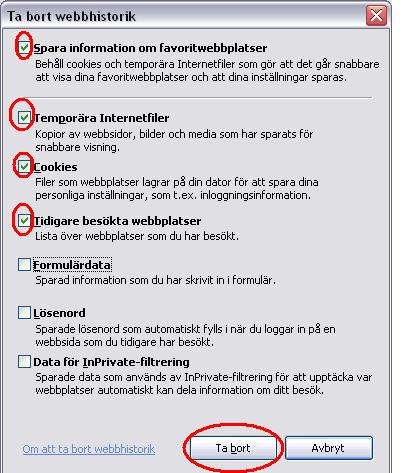 Ta bort webbhistorik
Spara information om favoritwebbplatser
Behåll cookies och temporära Internetfiler som gör att det går snabbare
att visa dina favoritwebbplatser och att dina inställningar sparas.
Temporära Internetfiler
Kopior av webbsidor, bilder och media som har sparats för
snabbare visning.
Cookies
Filer som webbplatser lagrar på din dator för att spara dina
personliga inställningar, som t.ex. inloggningsinformation.
Tidigare besökta webbplatser
Lista över webbplatser som du har besökt.
Formulärdata
Sparad information som du har skrivit in i formulär.
Lösenord
Sparade lösenord som automatiskt fylls i när du loggar in på en
webbsida som du tidigare har besökt.
Data för InPrivate-filtrering
Sparade data som används av InPrivate-filtrering för att upptäcka var
webbplatser automatiskt kan dela information om ditt besök.
Om att ta bort webbhistorik
Ta bort
Avbryt